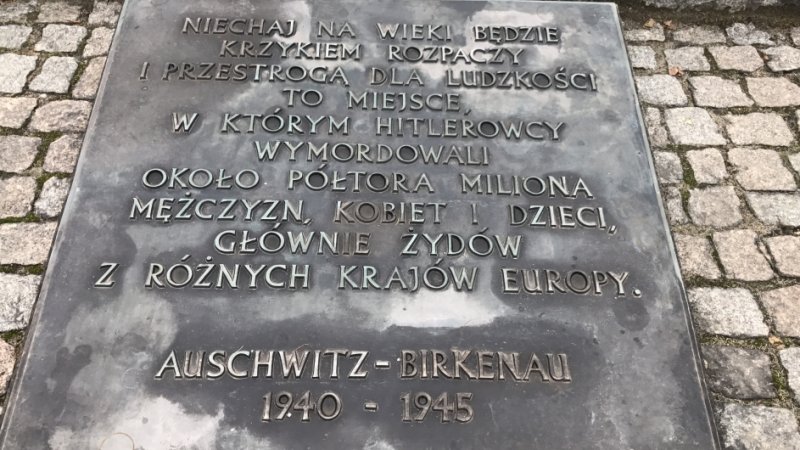 NIECHAJ NA WIEKI BĘDZIE
KRZYKIEM ROZPACZY
I PRZESTROGĄ DLA LUDZKOŚCI
TO MIEJSCE,
W KTÓRYM HITLEROWCY
WYMORDOWALI
OKOŁO PÓŁTORA MILIONA
MĘŻCZYZN, KOBIET I DZIECI,
GŁÓWNIE ŻYDÓW
Z RÓŻNYCH KRAJÓW EUROPY.
AUSCHWITZ - BIRKENAU
1940 - 1945